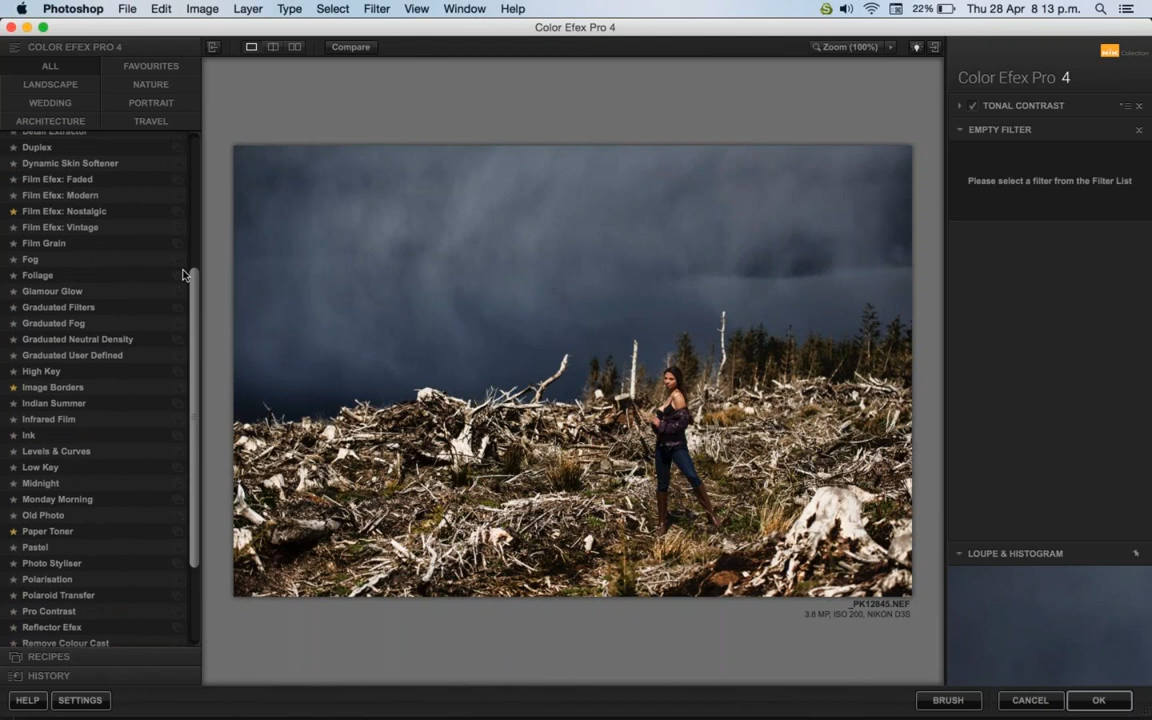 Photoshop File Edit Image Layer Type Select Filter View Window Help 22% Thu 28 Apr 8 13 p.m.
Color Efex Pro 4
COLOR EFEX PRO 4
Compare
Zoom (100%)
ALL FAVOURITES
LANDSCAPE NATURE
WEDDING PORTRAIT
ARCHITECTURE TRAVEL
Detail Extractor
Duplex
Dynamic Skin Softener
Film Efex: Faded
Film Efex: Modern
Film Efex: Nostalgic
Film Efex: Vintage
Film Grain
Fog
Foliage
Glamour Glow
Graduated Filters
Graduated Fog
Graduated Neutral Density
Graduated User Defined
High Key
Image Borders
Indian Summer
Infrared Film
Ink
Levels & Curves
Low Key
Midnight
Monday Morning
Old Photo
Paper Toner
Pastel
Photo Styliser
Polarisation
Polaroid Transfer
Pro Contrast
Reflector Efex
Remove Colour Cast
RECIPES
HISTORY
HELP SETTINGS
_PK12845.NEF
3.8 MP, ISO 200, NIKON D3S
Nik Collection
Color Efex Pro 4
TONAL CONTRAST
EMPTY FILTER
Please select a filter from the Filter List
LOUPE & HISTOGRAM
BRUSH CANCEL OK